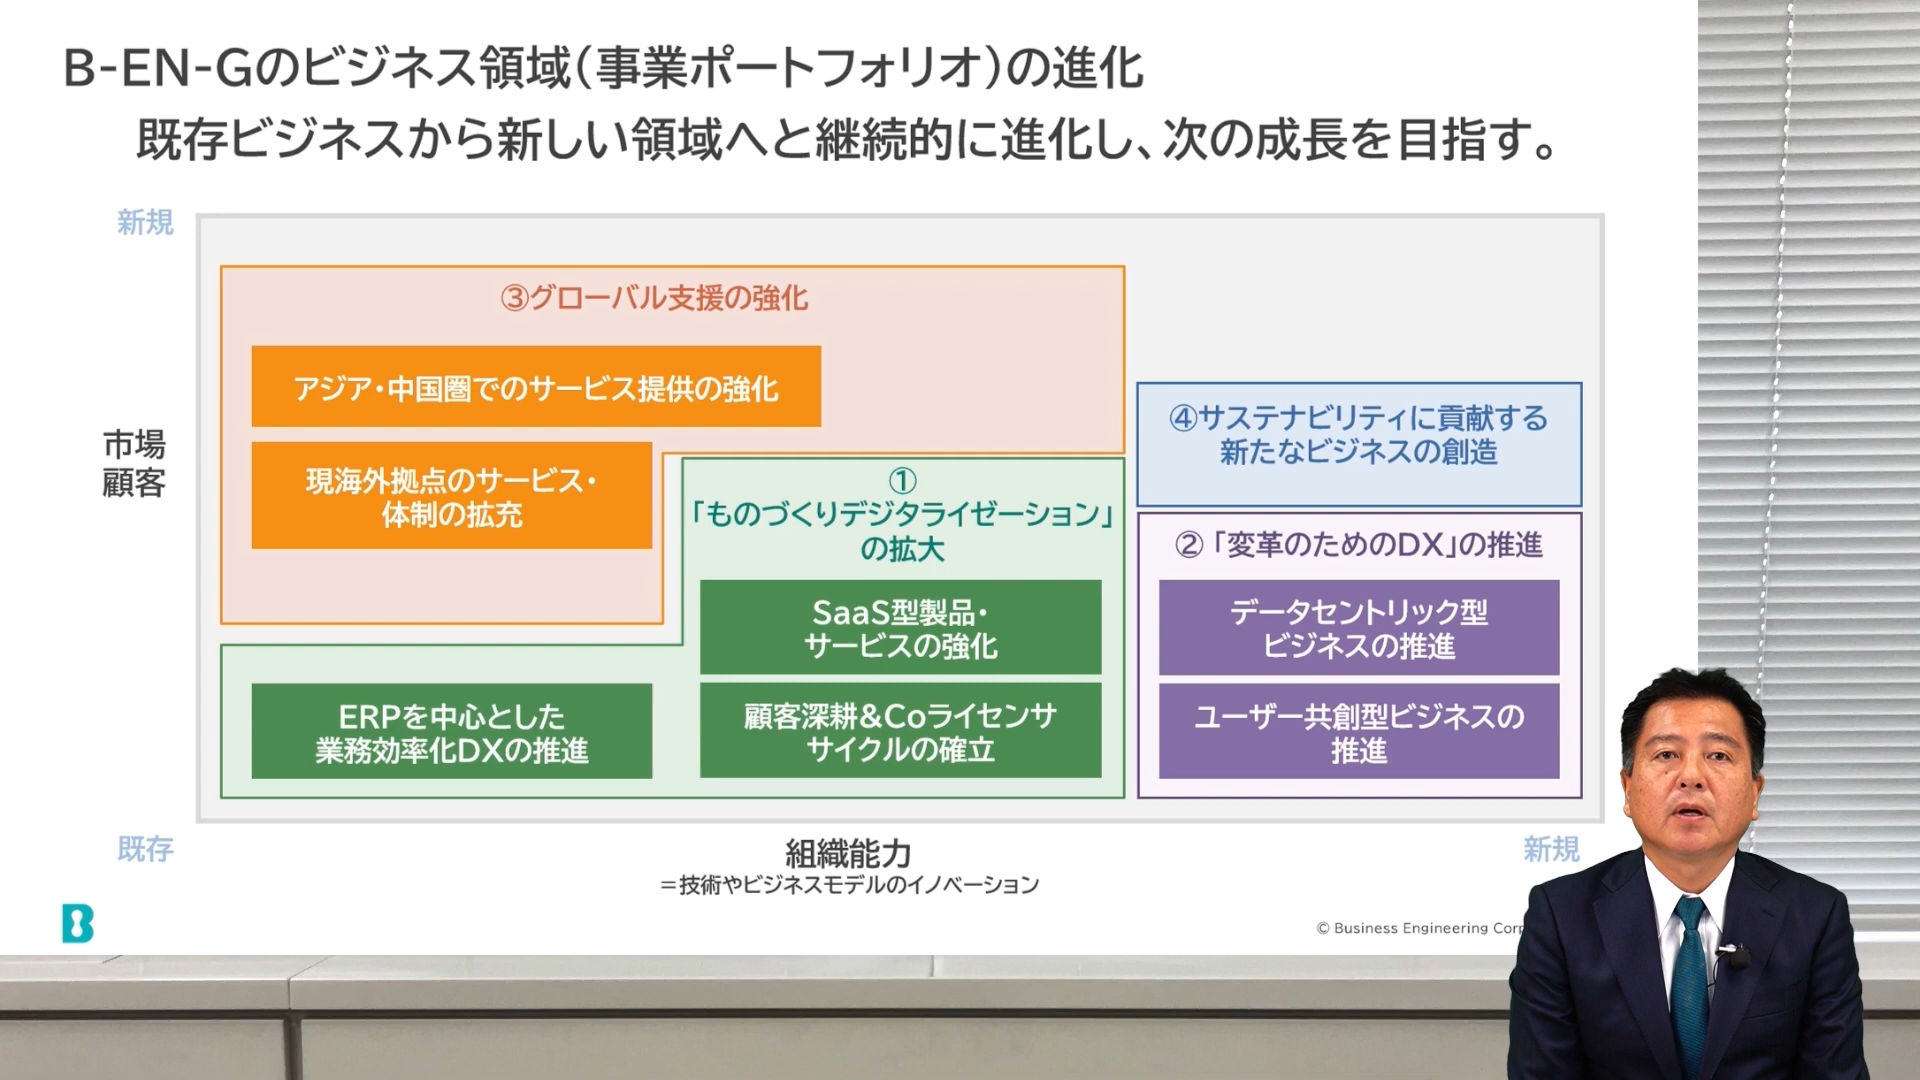 B-EN-Gのビジネス領域（事業ポートフォリオ）の進化
既存ビジネスから新しい領域へと継続的に進化し、次の成長を目指す。
新規
市場
顧客
③グローバル支援の強化
アジア・中国圏でのサービス提供の強化
現海外拠点のサービス・
体制の拡充
①
「ものづくりデジタライゼーション」
の拡大
SaaS型製品・
サービスの強化
ERPを中心とした
業務効率化DXの推進
顧客深耕&Coライセンサ
サイクルの確立
④サステナビリティに貢献する
新たなビジネスの創造
②「変革のためのDX」の推進
データセントリック型
ビジネスの推進
ユーザー共創型ビジネスの
推進
既存
組織能力
＝技術やビジネスモデルのイノベーション
新規
B
© Business Engineering